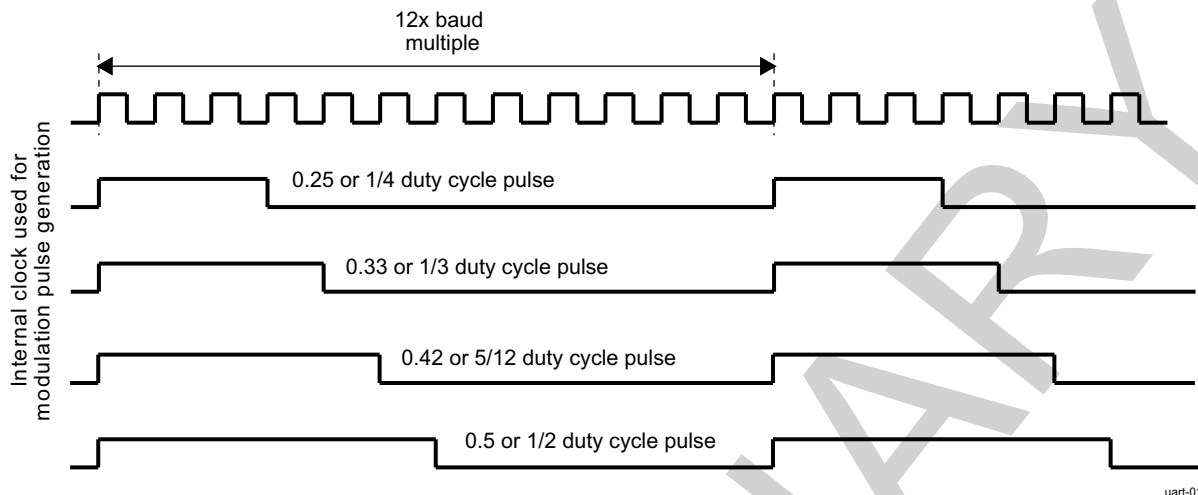 12x baud
multiple
Internal clock used for
modulation pulse generation
0.25 or 1/4 duty cycle pulse
0.33 or 1/3 duty cycle pulse
0.42 or 5/12 duty cycle pulse
0.5 or 1/2 duty cycle pulse